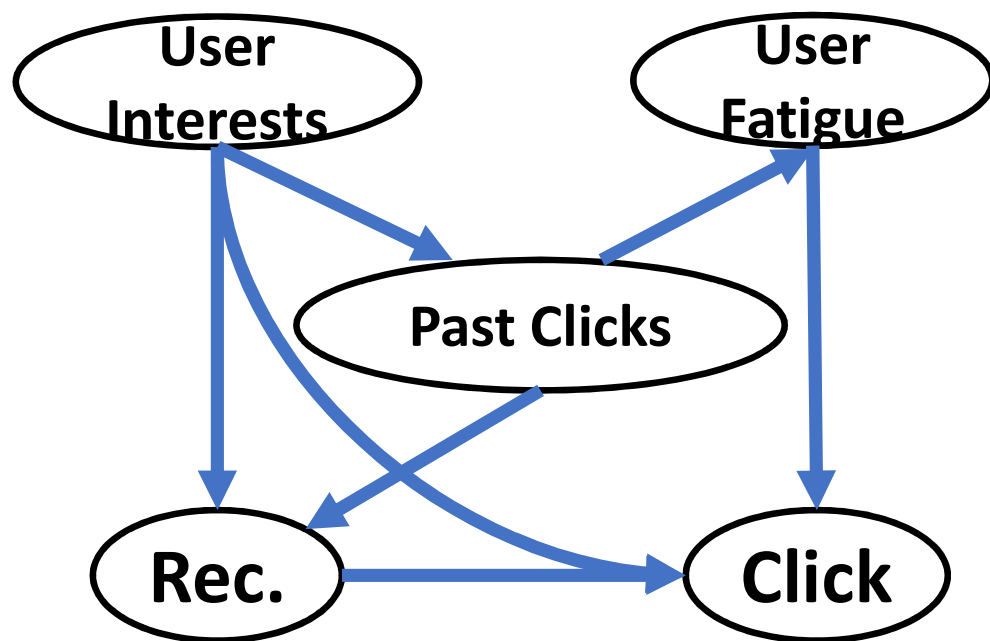 User
Interests
User
Fatigue
Past Clicks
Rec.
Click